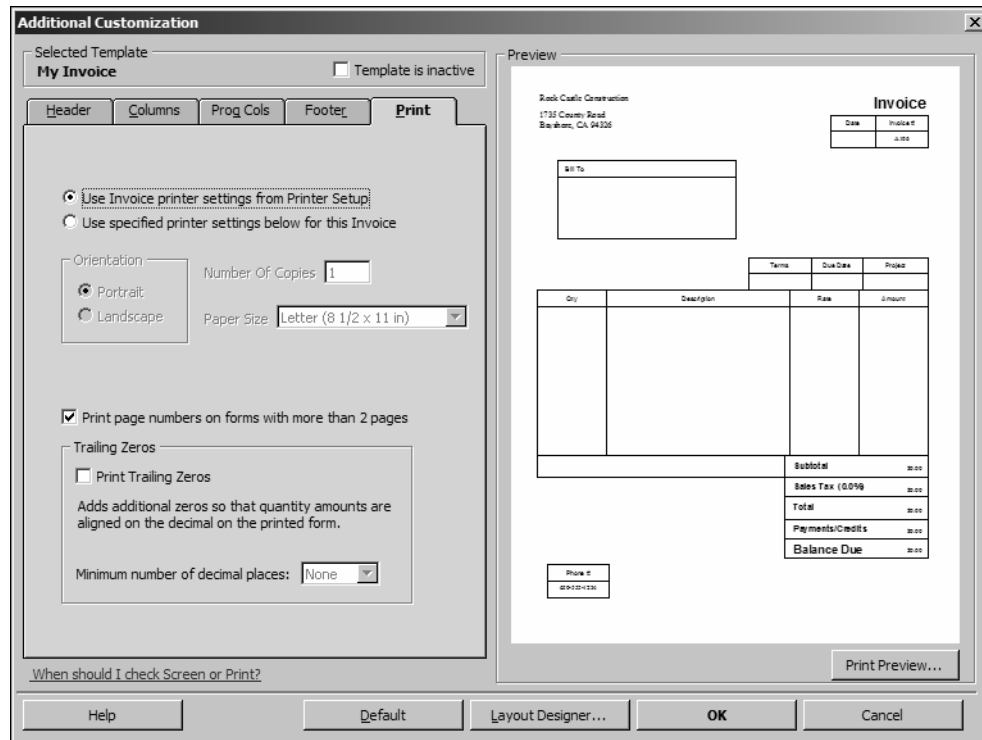 Additional Customization
Selected Template
My Invoice
Template is inactive
Header Columns Prog Cols Footer Print
Use Invoice printer settings from Printer Setup
Use specified printer settings below for this Invoice
Orientation
Portrait
Landscape
Number Of Copies 1
Paper Size Letter (8 1/2 x 11 in)
Print page numbers on forms with more than 2 pages
Trailing Zeros
Print Trailing Zeros
Adds additional zeros so that quantity amounts are
aligned on the decimal on the printed form.
Minimum number of decimal places: None
When should I check Screen or Print?
Preview
Rock Castle Construction
1735 County Road
Bayshore, CA 94326
Invoice
Date Invoice #
Bill To
Terms Due Date Project
Qty Description Rate Amount
Subtotal
Sales Tax (0.0%)
Total
Payments/Credits
Balance Due
Phone #
Print Preview...
Help Default Layout Designer... OK Cancel